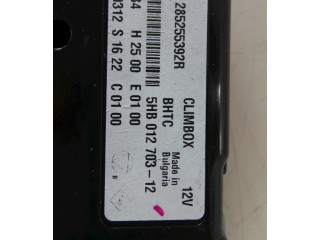 285255392R
CLIMBOX 12V
BHTC Made in Bulgaria
5HB 012 703-12
H 25 00 E 01 00
S 16 22 C 01 00